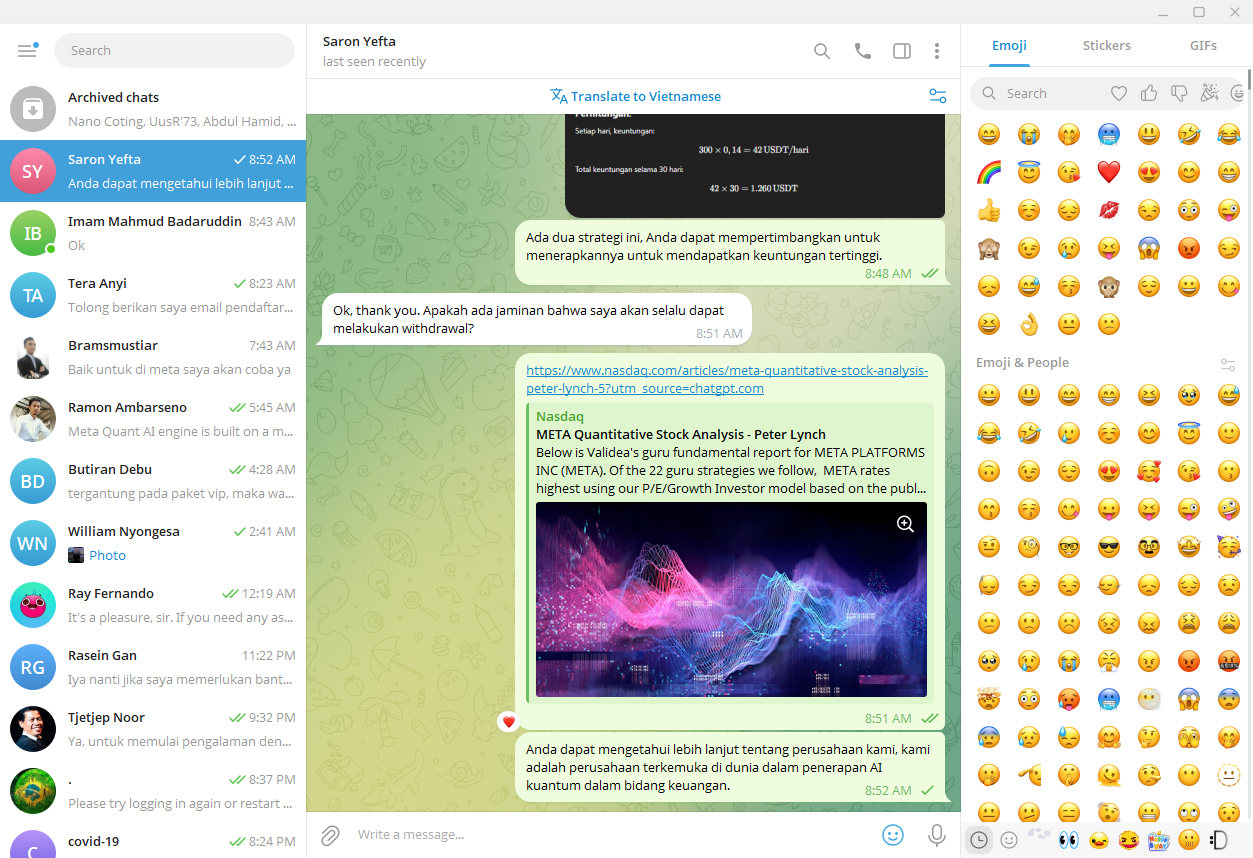 Search
Archived chats
Nano Coting, UusR'73, Abdul Hamid, ...
SY
Saron Yefta
8:52 AM
Anda dapat mengetahui lebih lanjut ...
IB
Imam Mahmud Badaruddin
8:43 AM
Ok
TA
Tera Anyi
8:23 AM
Tolong berikan saya email pendaftar...
Bramsmustiar
7:43 AM
Baik untuk di meta saya akan coba ya
Ramon Ambarseno
5:45 AM
Meta Quant AI engine is built on a m...
BD
Butiran Debu
4:28 AM
tergantung pada paket vip, maka wa...
WN
William Nyongesa
2:41 AM
Photo
Ray Fernando
12:19 AM
It's a pleasure, sir. If you need any as...
RG
Rasein Gan
11:22 PM
Iya nanti jika saya memerlukan bant...
Tjetjep Noor
9:32 PM
Ya, untuk memulai pengalaman den...
.
8:37 PM
Please try logging in again or restart ...
C
covid-19
8:24 PM
Saron Yefta
last seen recently
Translate to Vietnamese
Perhitungan:
Setiap hari, keuntungan:
300 × 0, 14 = 42 USDT/hari
Total keuntungan selama 30 hari:
42 × 30 = 1.260 USDT
Ada dua strategi ini, Anda dapat mempertimbangkan untuk
menerapkannya untuk mendapatkan keuntungan tertinggi.
8:48 AM
Ok, thank you. Apakah ada jaminan bahwa saya akan selalu dapat
melakukan withdrawal?
8:51 AM
https://www.nasdaq.com/articles/meta-quantitative-stock-analysis-
peter-lynch-5?utm_source=chatgpt.com
Nasdaq
META Quantitative Stock Analysis - Peter Lynch
Below is Validea's guru fundamental report for META PLATFORMS
INC (META). Of the 22 guru strategies we follow, META rates
highest using our P/E/Growth Investor model based on the publ...
8:51 AM
Anda dapat mengetahui lebih lanjut tentang perusahaan kami, kami
adalah perusahaan terkemuka di dunia dalam penerapan AI
kuantum dalam bidang keuangan.
8:52 AM
Write a message...
Emoji
Stickers
GIFs
Search
Emoji & People